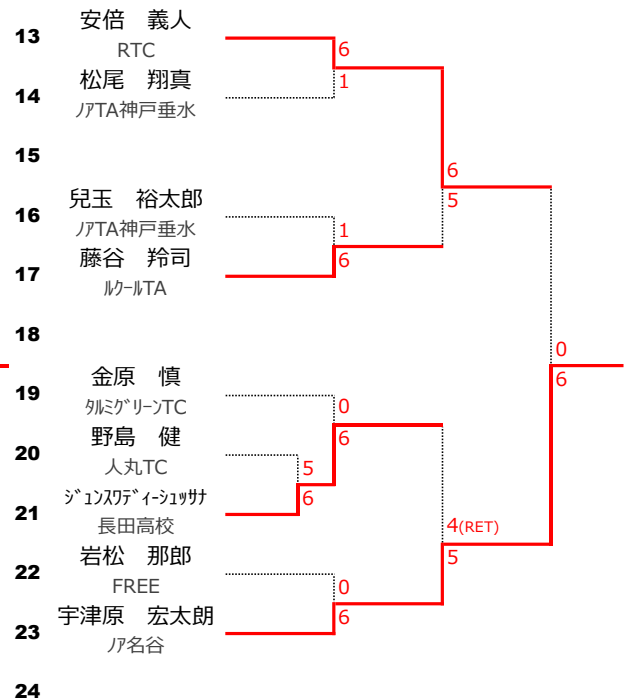 13 安倍　義人
RTC
6
14 松尾　翔真
1
ﾉｱTA神戸垂水
15
6
16 兒玉　裕太郎
5
ﾉｱTA神戸垂水
1
17 藤谷　羚司
6
ﾙｸｰﾙTA
18
0
19 金原　慎
6
ﾀﾙﾐｸﾞﾘｰﾝTC
0
20 野島　健
6
人丸TC
5
21 ｼﾞｭﾝｽﾜﾃﾞｨｰｼｭｯｻﾅ
6
長田高校
4(RET)
22 岩松　那郎
5
FREE
0
23 宇津原　宏太朗
6
ﾉｱ名谷
24